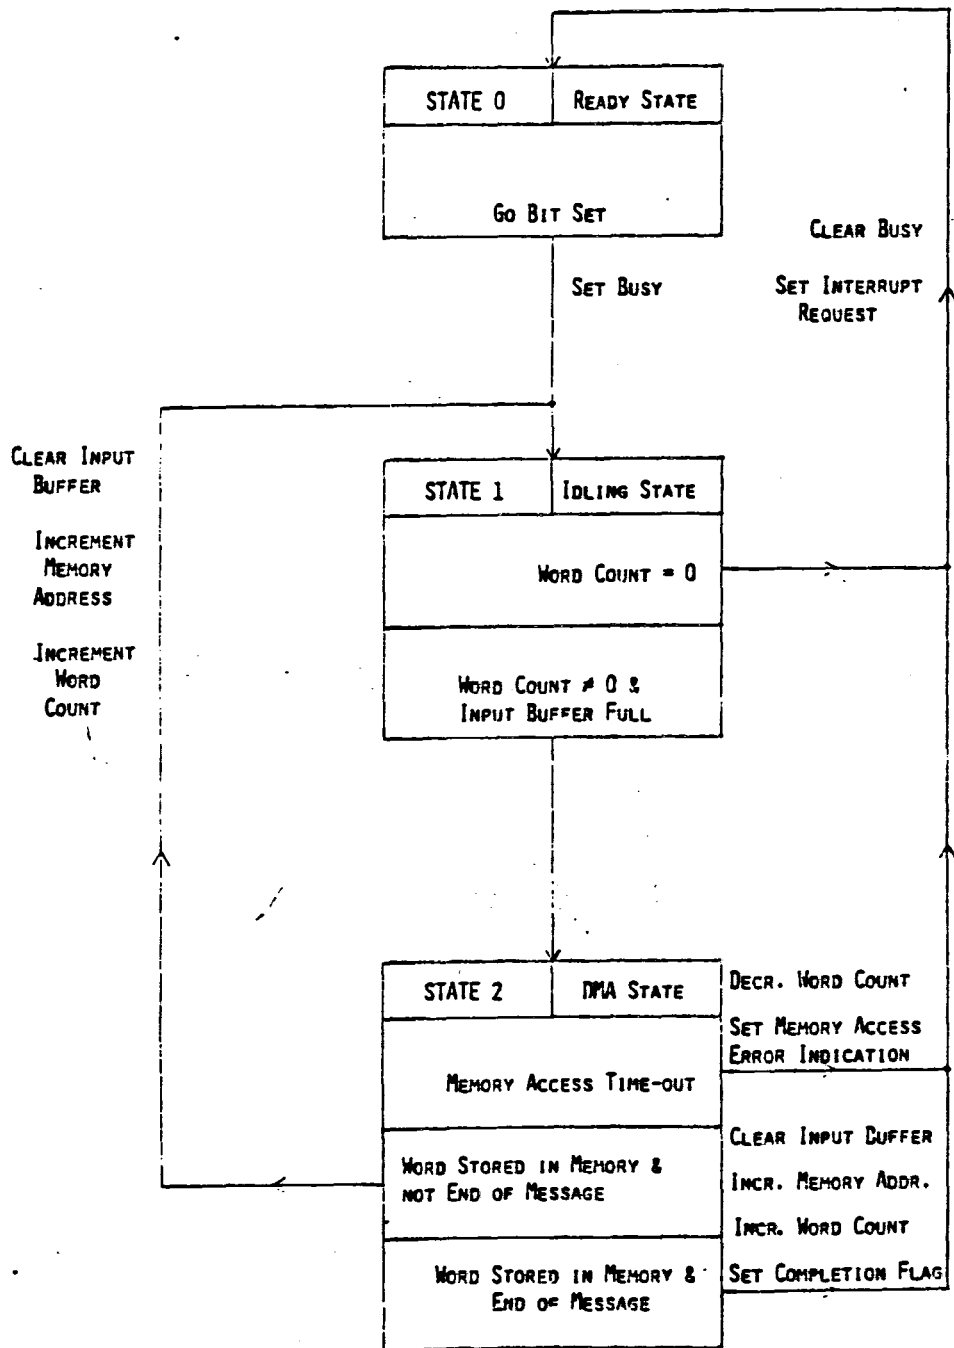 STATE 0
READY STATE
GO BIT SET
SET BUSY
CLEAR BUSY
SET INTERRUPT
REQUEST
CLEAR INPUT
BUFFER
INCREMENT
MEMORY
ADDRESS
INCREMENT
WORD
COUNT
STATE 1
IDLING STATE
WORD COUNT = 0
WORD COUNT ≠ 0 &
INPUT BUFFER FULL
STATE 2
DMA STATE
DECR. WORD COUNT
SET MEMORY ACCESS
ERROR INDICATION
MEMORY ACCESS TIME-OUT
CLEAR INPUT BUFFER
WORD STORED IN MEMORY &
NOT END OF MESSAGE
INCR. MEMORY ADDR.
INCR. WORD COUNT
WORD STORED IN MEMORY &
END OF MESSAGE
SET COMPLETION FLAG